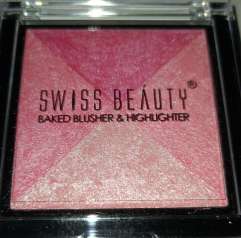 SWISS BEAUTY®
BAKED BLUSHER & HIGHLIGHTER